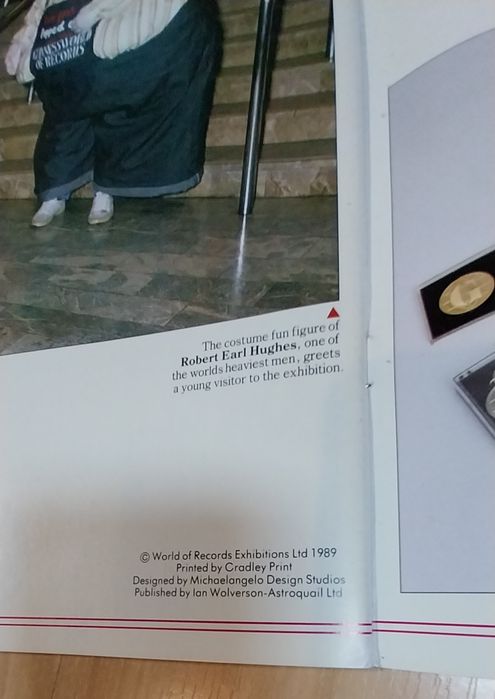 GUINNESS WORLD
OF RECORDS
The costume fun figure of
Robert Earl Hughes, one of
the worlds heaviest men, greets
a young visitor to the exhibition.
© World of Records Exhibitions Ltd 1989
Printed by Cradley Print
Designed by Michaelangelo Design Studios
Published by Ian Wolverson-Astroquail Ltd